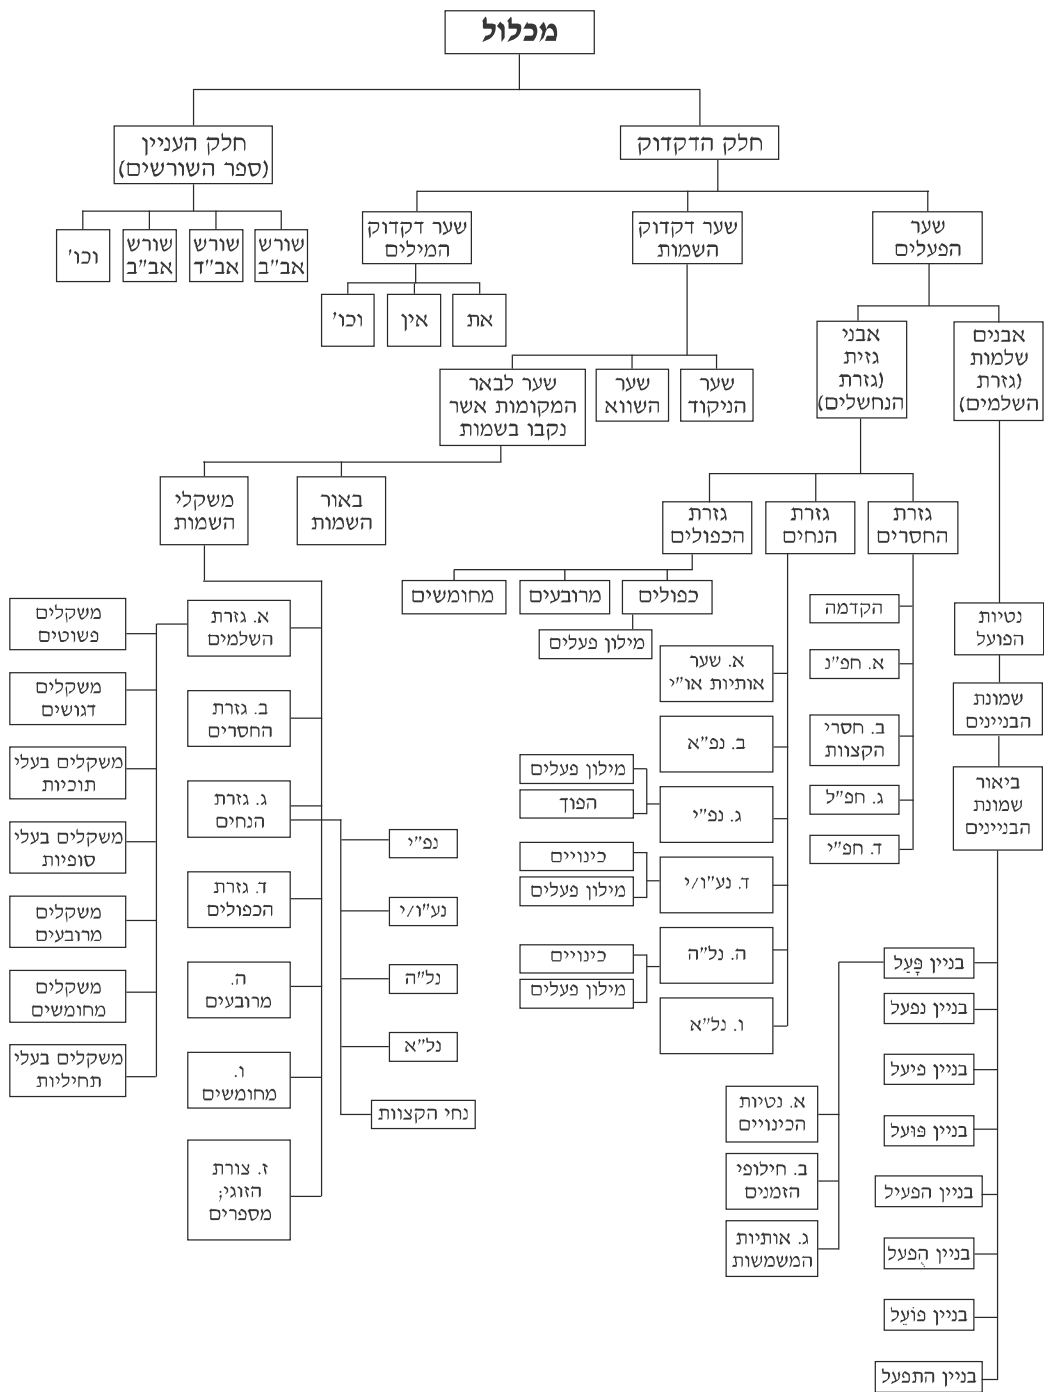 מכלול
חלק הדקדוק
חלק העניין
(ספר השורשים)
שורש
אב"ב
שורש
אב"ד
שורש
אב"ב
וכו'
שער
הפעלים
שער דקדוק
השמות
שער דקדוק
המילים
את
אין
וכו'
אבנים
שלמות
(גזרת
השלמים)
אבני
גזית
(גזרת
הנחשלים)
שער
הניקוד
שער
השווא
שער לבאר
המקומות אשר
נקבו בשמות
באור
השמות
משקלי
השמות
גזרת
החסרים
גזרת
הנחים
גזרת
הכפולים
כפולים
מרובעים
מחומשים
מילון פעלים
נטיות
הפועל
שמונת
הבניינים
ביאור
שמונת
הבניינים
הקדמה
א. חפ"נ
ב. חסרי
הקצוות
ג. חפ"ל
ד. חפ"י
א. שער
אותיות או"י
ב. נפ"א
ג. נפ"י
מילון פעלים
הפוך
ד. נע"ו/י
כינויים
מילון פעלים
ה. נל"ה
כינויים
מילון פעלים
ו. נל"א
א. גזרת
השלמים
ב. גזרת
החסרים
ג. גזרת
הנחים
ד. גזרת
הכפולים
ה.
מרובעים
ו.
מחומשים
ז. צורת
הזוגי;
מספרים
נפ"י
נע"ו/י
נל"ה
נל"א
נחי הקצוות
משקלים
פשוטים
משקלים
דגושים
משקלים בעלי
תוכיות
משקלים בעלי
סופיות
משקלים
מרובעים
משקלים
מחומשים
משקלים בעלי
תחיליות
בניין פָּעַל
בניין נפעל
בניין פיעל
בניין פועל
בניין הפעיל
בניין הֻפעל
בניין פוֹעֵל
בניין התפעל
א. נטיות
הכינויים
ב. חילופי
הזמנים
ג. אותיות
המשמשות